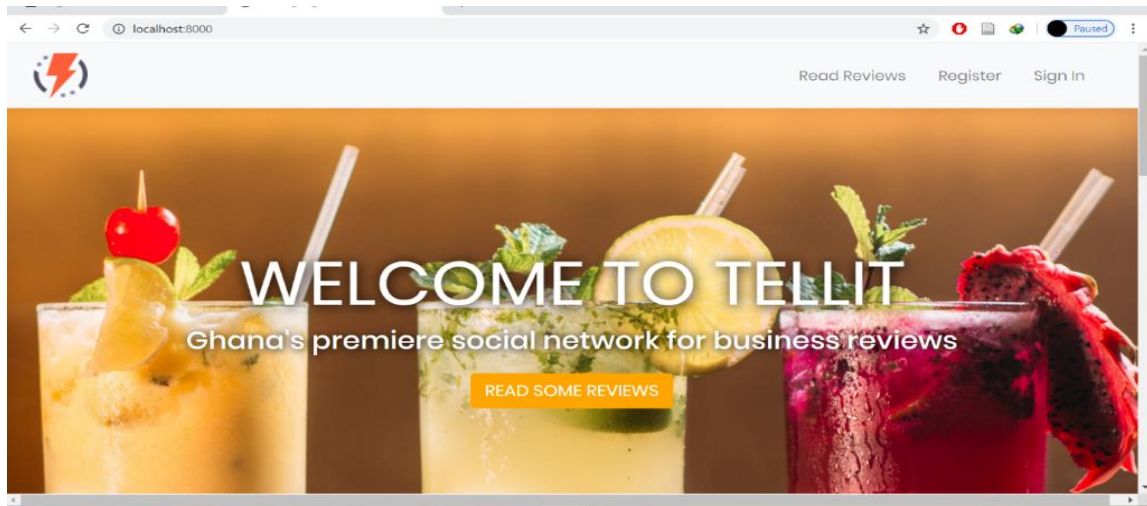 localhost:8000
Paused
Read Reviews Register Sign In
WELCOME TO TELLIT
Ghana's premiere social network for business reviews
READ SOME REVIEWS